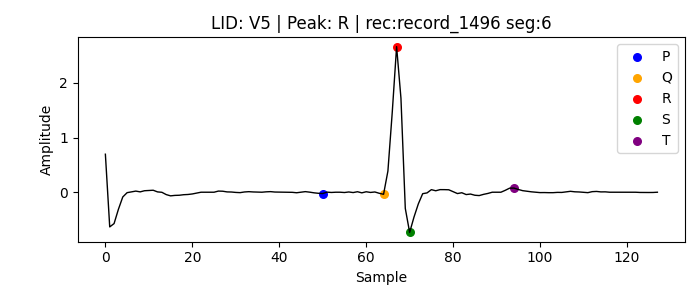 LID: V5 | Peak: R | rec:record_1496 seg:6
Amplitude
2
1
0
P
Q
R
S
T
0 20 40 60 80 100 120
Sample